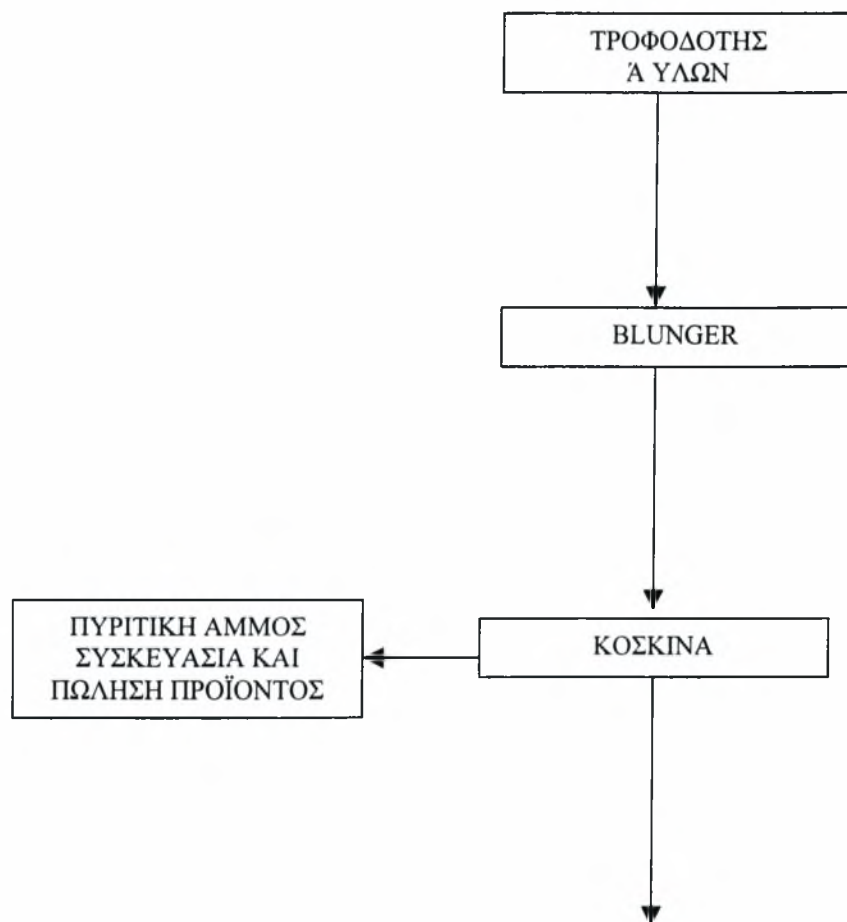 ΤΡΟΦΟΔΟΤΗΣ
Ά ΥΛΩΝ
BLUNGER
ΚΟΣΚΙΝΑ
ΠΥΡΙΤΙΚΗ ΑΜΜΟΣ
ΣΥΣΚΕΥΑΣΙΑ ΚΑΙ
ΠΩΛΗΣΗ ΠΡΟΪΟΝΤΟΣ